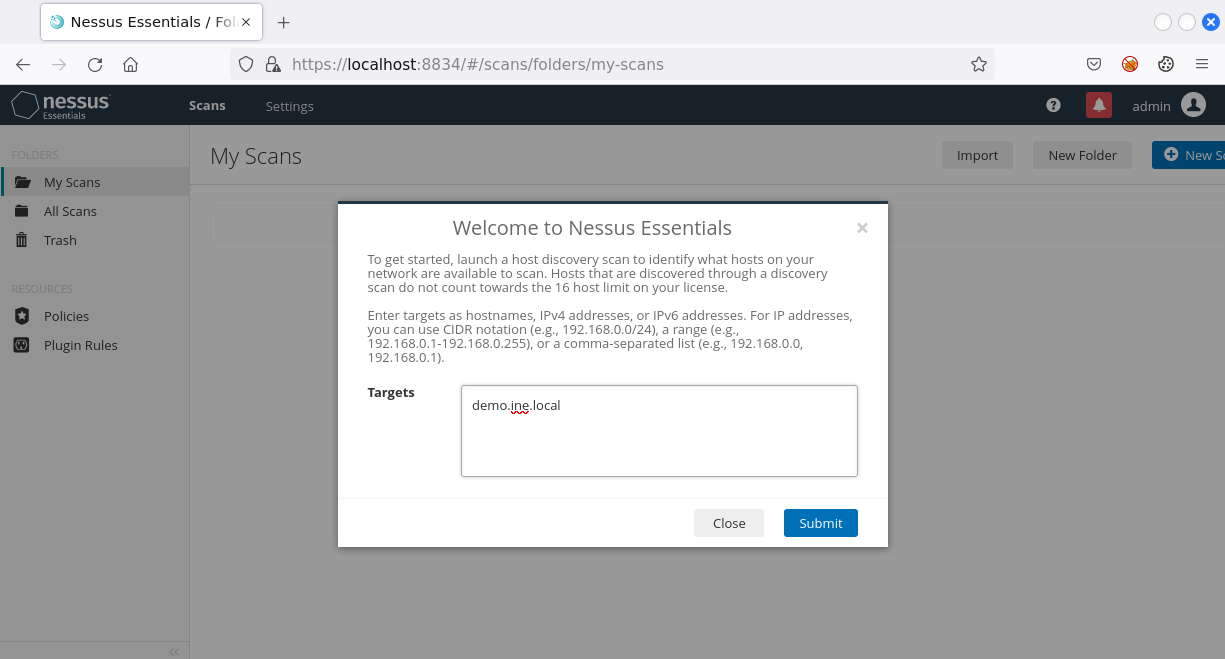 Nessus Essentials / Fol
https://localhost:8834/#/scans/folders/my-scans
nessus
Essentials
Scans
Settings
admin
FOLDERS
My Scans
All Scans
Trash
RESOURCES
Policies
Plugin Rules
My Scans
Import
New Folder
New Sc
Welcome to Nessus Essentials
To get started, launch a host discovery scan to identify what hosts on your
network are available to scan. Hosts that are discovered through a discovery
scan do not count towards the 16 host limit on your license.
Enter targets as hostnames, IPv4 addresses, or IPv6 addresses. For IP addresses,
you can use CIDR notation (e.g., 192.168.0.0/24), a range (e.g.,
192.168.0.1-192.168.0.255), or a comma-separated list (e.g., 192.168.0.0,
192.168.0.1).
Targets
demo.ine.local
Close
Submit